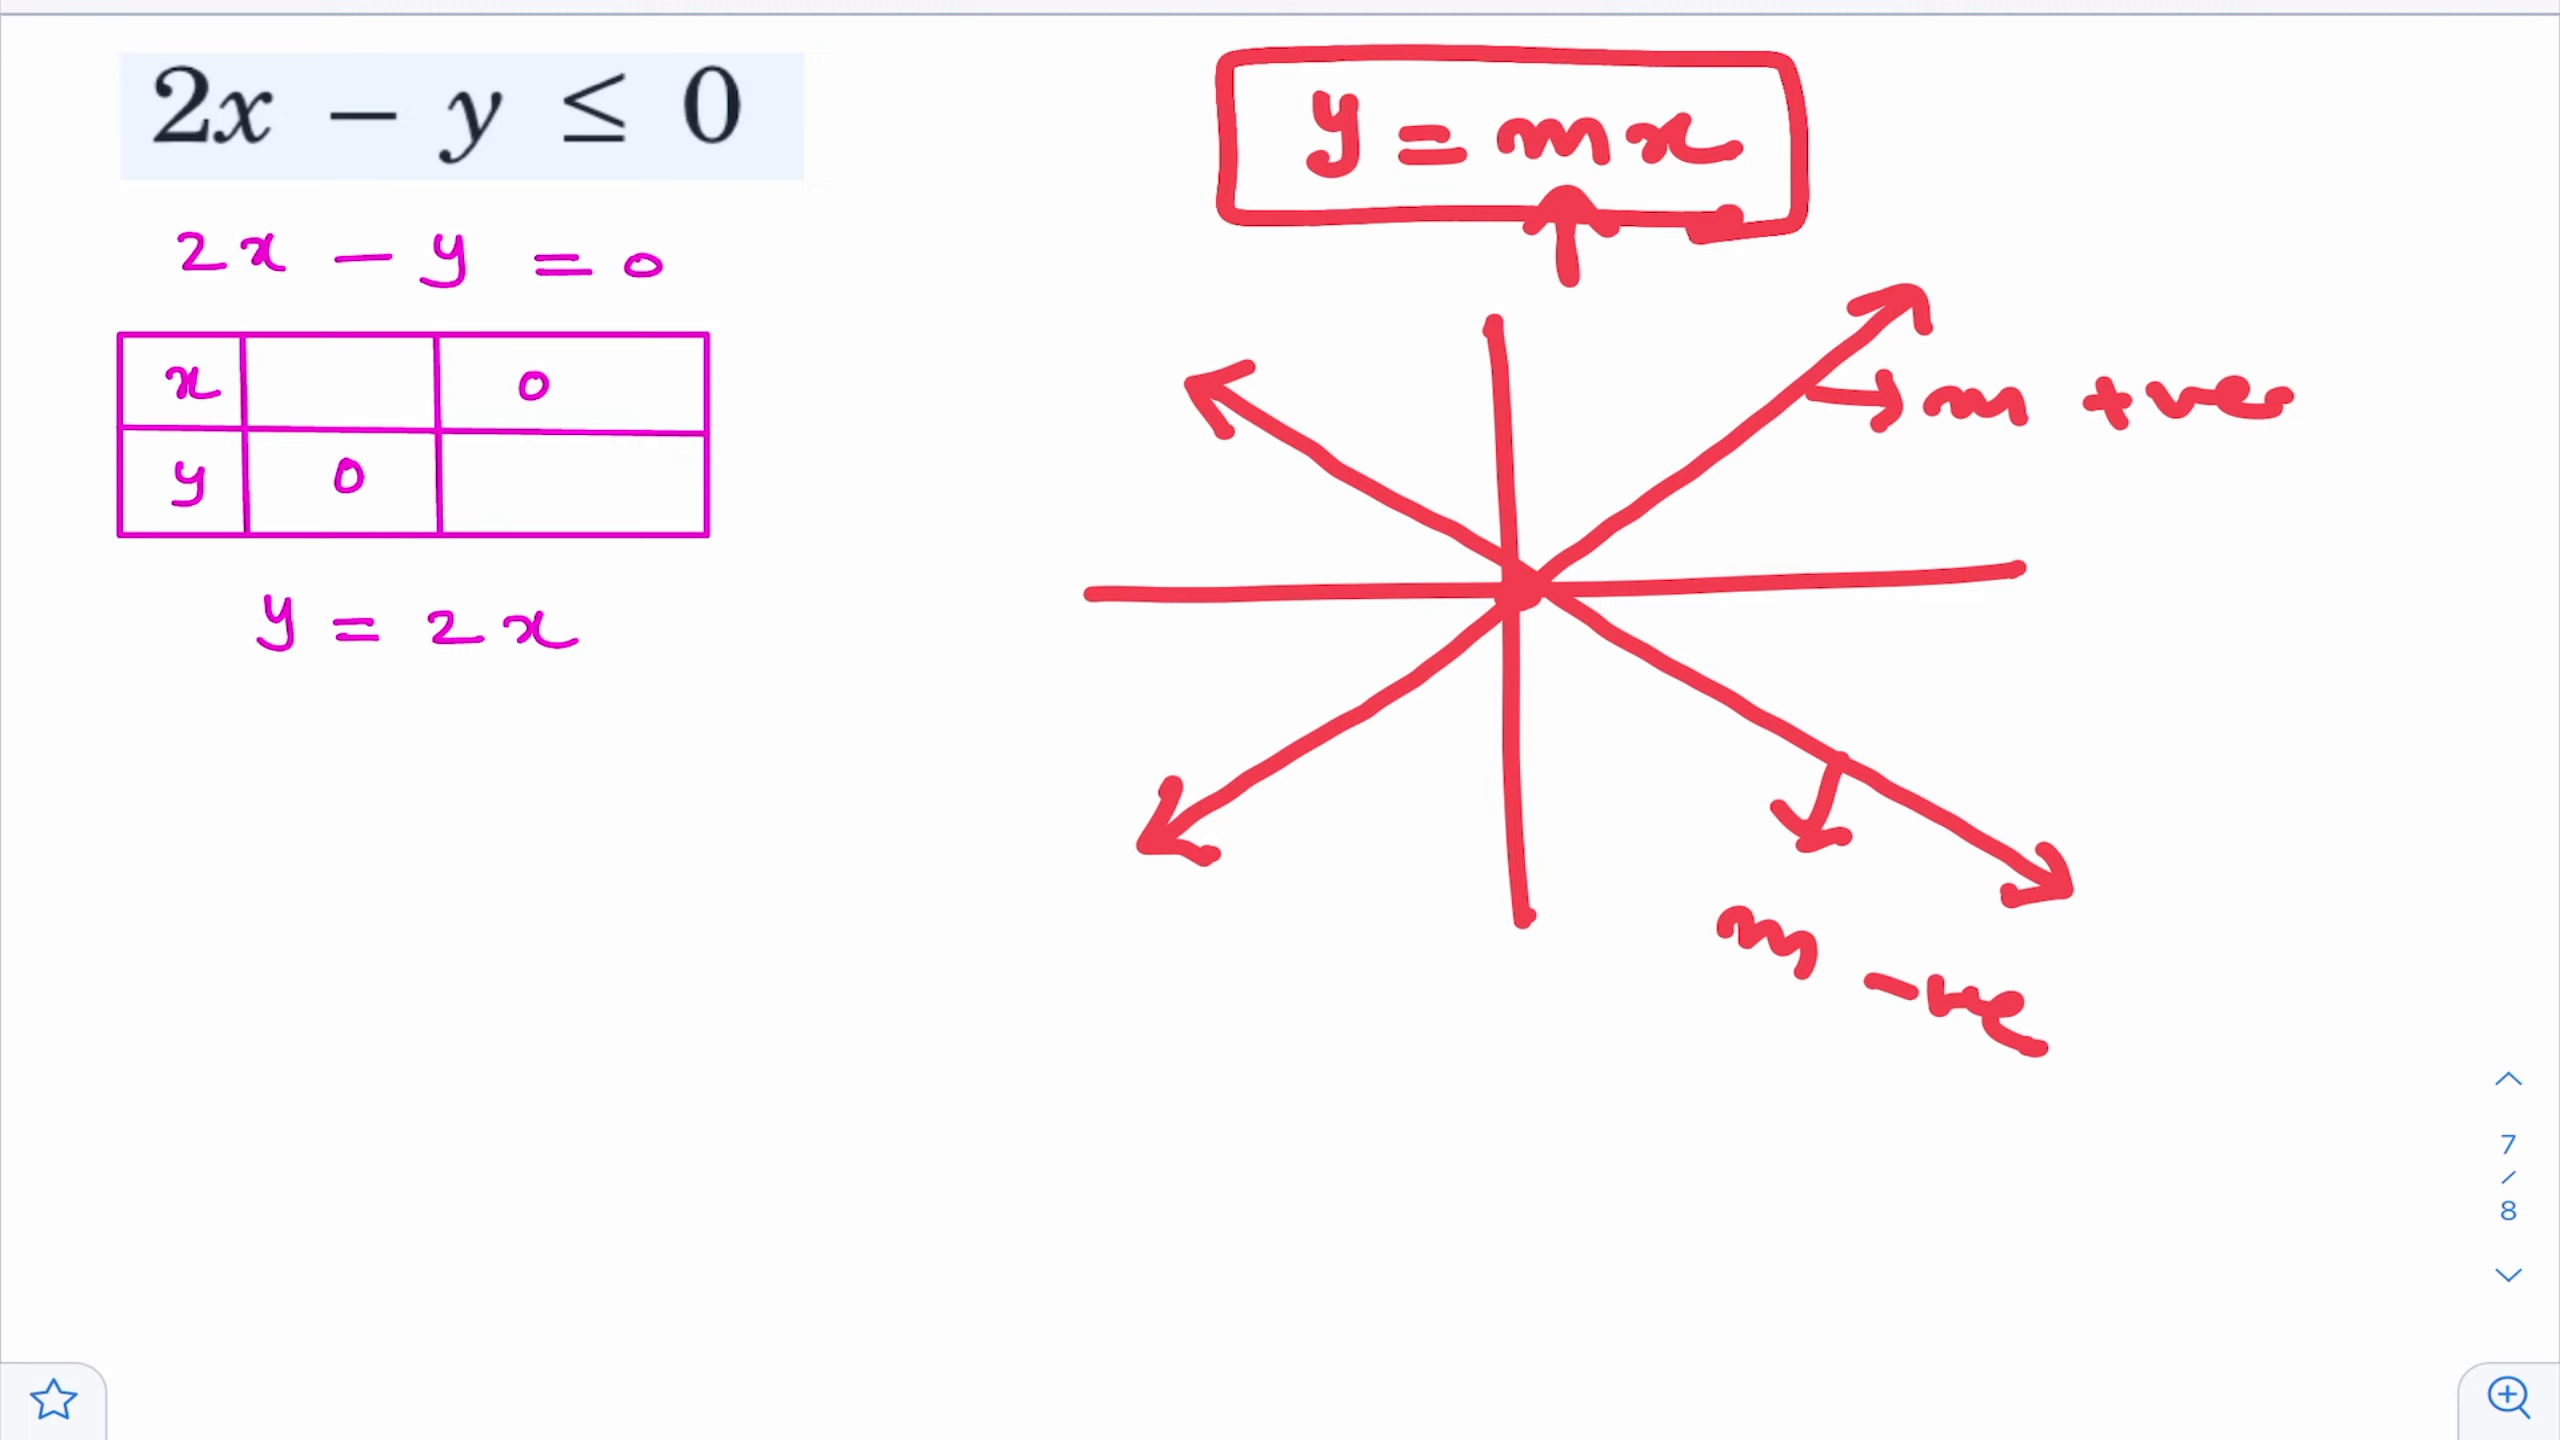 2x − y ≤ 0
2x − y = 0
x 0
y 0
y = 2x
y = mx
m +ve
m −ve
7
/
8